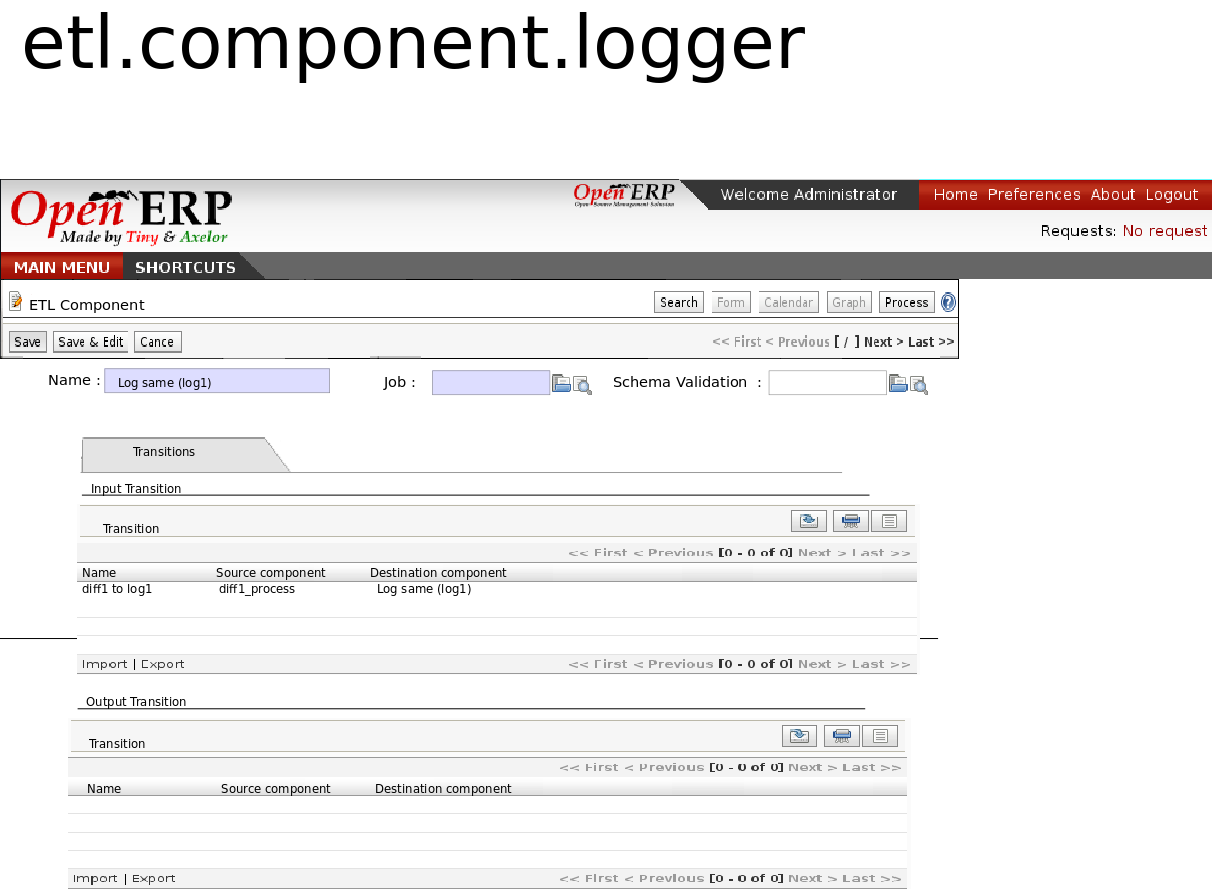 etl.component.logger
Open ERP
Made by Tiny & Axelor
Open ERP
Open Source Management Solution
Welcome Administrator
Home Preferences About Logout
Requests: No request
MAIN MENU SHORTCUTS
ETL Component
Search Form Calendar Graph Process ?
Save Save & Edit Cance
<< First < Previous [ / ] Next > Last >>
Name : Log same (log1) Job : Schema Validation :
Transitions
Input Transition
Transition
<< First < Previous [0 - 0 of 0] Next > Last >>
Name Source component Destination component
diff1 to log1 diff1_process Log same (log1)
Import | Export << First < Previous [0 - 0 of 0] Next > Last >>
Output Transition
Transition
<< First < Previous [0 - 0 of 0] Next > Last >>
Name Source component Destination component
Import | Export << First < Previous [0 - 0 of 0] Next > Last >>